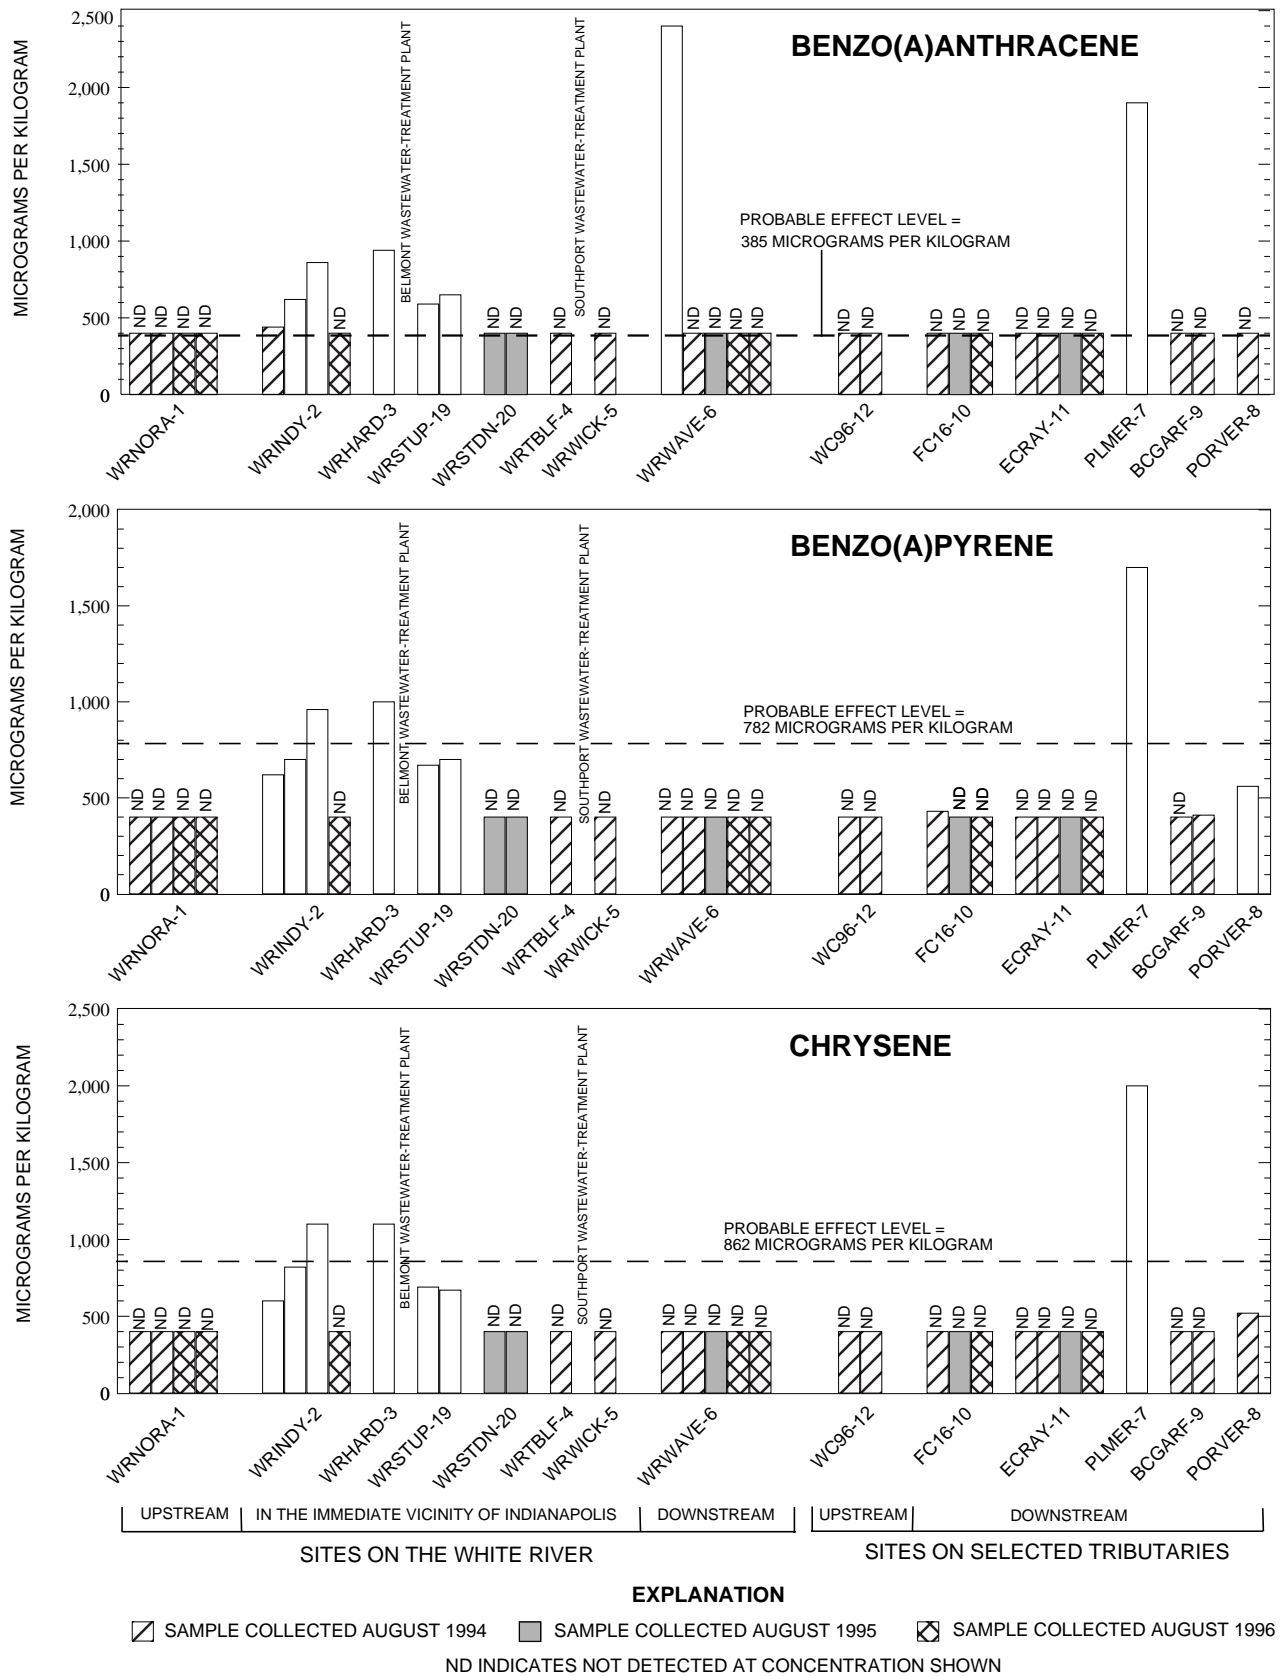 BENZO(A)ANTHRACENE
MICROGRAMS PER KILOGRAM
2,500
2,000
1,500
1,000
500
0
BELMONT WASTEWATER-TREATMENT PLANT
SOUTHPORT WASTEWATER-TREATMENT PLANT
PROBABLE EFFECT LEVEL =
385 MICROGRAMS PER KILOGRAM
ND ND ND ND ND ND ND ND ND ND ND ND ND ND ND ND ND ND ND ND ND ND ND ND
WRNORA-1 WRINDY-2 WRHARD-3 WRSTUP-19 WRSTDN-20 WRTBLF-4 WRWICK-5 WRWAVE-6 WC96-12 FC16-10 ECRAY-11 PLMER-7 BCGARF-9 PORVER-8
BENZO(A)PYRENE
MICROGRAMS PER KILOGRAM
2,000
1,500
1,000
500
0
BELMONT WASTEWATER-TREATMENT PLANT
SOUTHPORT WASTEWATER-TREATMENT PLANT
PROBABLE EFFECT LEVEL =
782 MICROGRAMS PER KILOGRAM
ND ND ND ND ND ND ND ND ND ND ND ND ND ND ND ND ND ND ND ND ND ND ND
WRNORA-1 WRINDY-2 WRHARD-3 WRSTUP-19 WRSTDN-20 WRTBLF-4 WRWICK-5 WRWAVE-6 WC96-12 FC16-10 ECRAY-11 PLMER-7 BCGARF-9 PORVER-8
CHRYSENE
MICROGRAMS PER KILOGRAM
2,500
2,000
1,500
1,000
500
0
BELMONT WASTEWATER-TREATMENT PLANT
SOUTHPORT WASTEWATER-TREATMENT PLANT
PROBABLE EFFECT LEVEL =
862 MICROGRAMS PER KILOGRAM
ND ND ND ND ND ND ND ND ND ND ND ND ND ND ND ND ND ND ND ND ND ND ND ND ND
WRNORA-1 WRINDY-2 WRHARD-3 WRSTUP-19 WRSTDN-20 WRTBLF-4 WRWICK-5 WRWAVE-6 WC96-12 FC16-10 ECRAY-11 PLMER-7 BCGARF-9 PORVER-8
UPSTREAM IN THE IMMEDIATE VICINITY OF INDIANAPOLIS DOWNSTREAM UPSTREAM DOWNSTREAM
SITES ON THE WHITE RIVER SITES ON SELECTED TRIBUTARIES
EXPLANATION
SAMPLE COLLECTED AUGUST 1994 SAMPLE COLLECTED AUGUST 1995 SAMPLE COLLECTED AUGUST 1996
ND INDICATES NOT DETECTED AT CONCENTRATION SHOWN